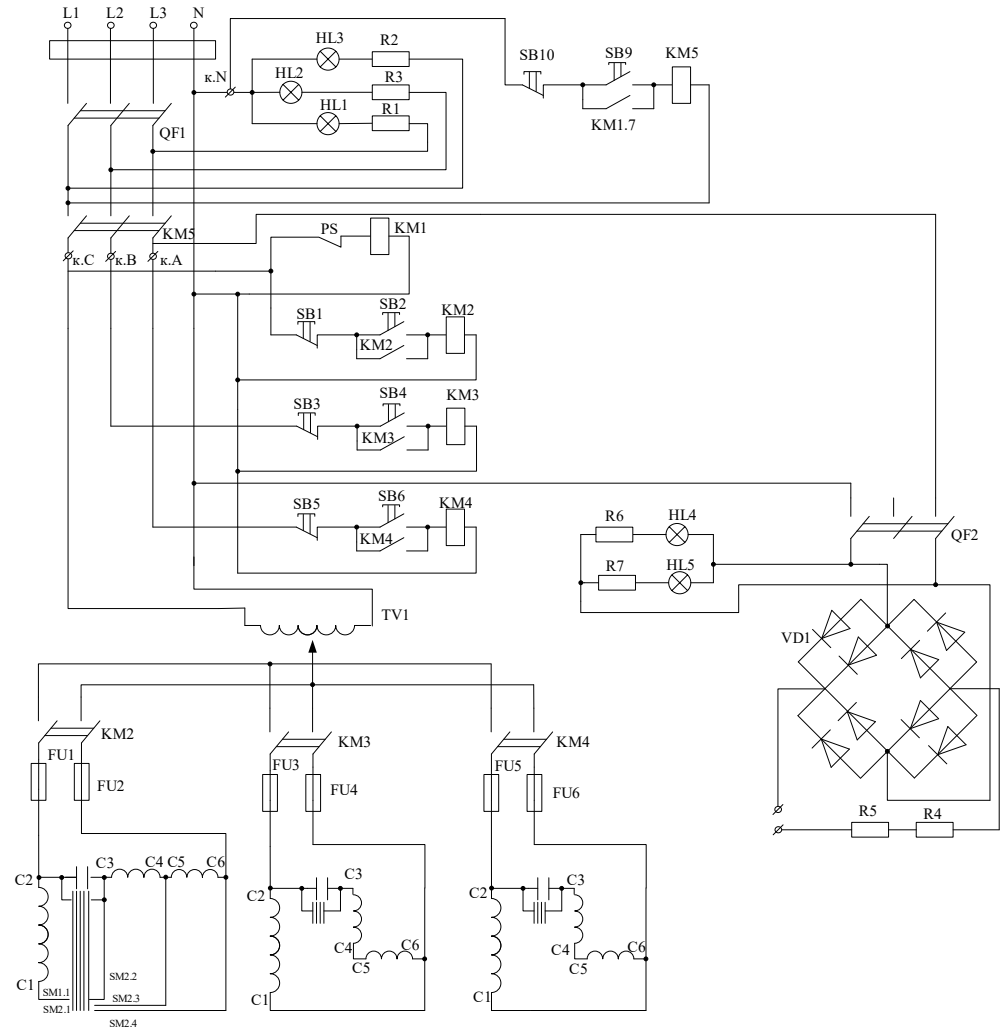 L1 L2 L3 N
HL3 R2
SB10 SB9 KM5
к.N HL2 R3
HL1 R1
KM1.7
QF1
KM5
PS KM1
к.C к.B к.A
SB1 SB2 KM2
KM2
SB3 SB4 KM3
KM3
SB5 SB6 KM4
KM4
R6 HL4 QF2
R7 HL5
TV1
VD1
KM2 KM3 KM4
FU1 FU3 FU5
FU2 FU4 FU6
R5 R4
C2 C3 C4 C5 C6
C2 C3
C2 C3
C4 C6
C5
C4 C6
C5
C1 C1 C1
SM2.2
SM1.1 SM2.3
SM2.1
SM2.4